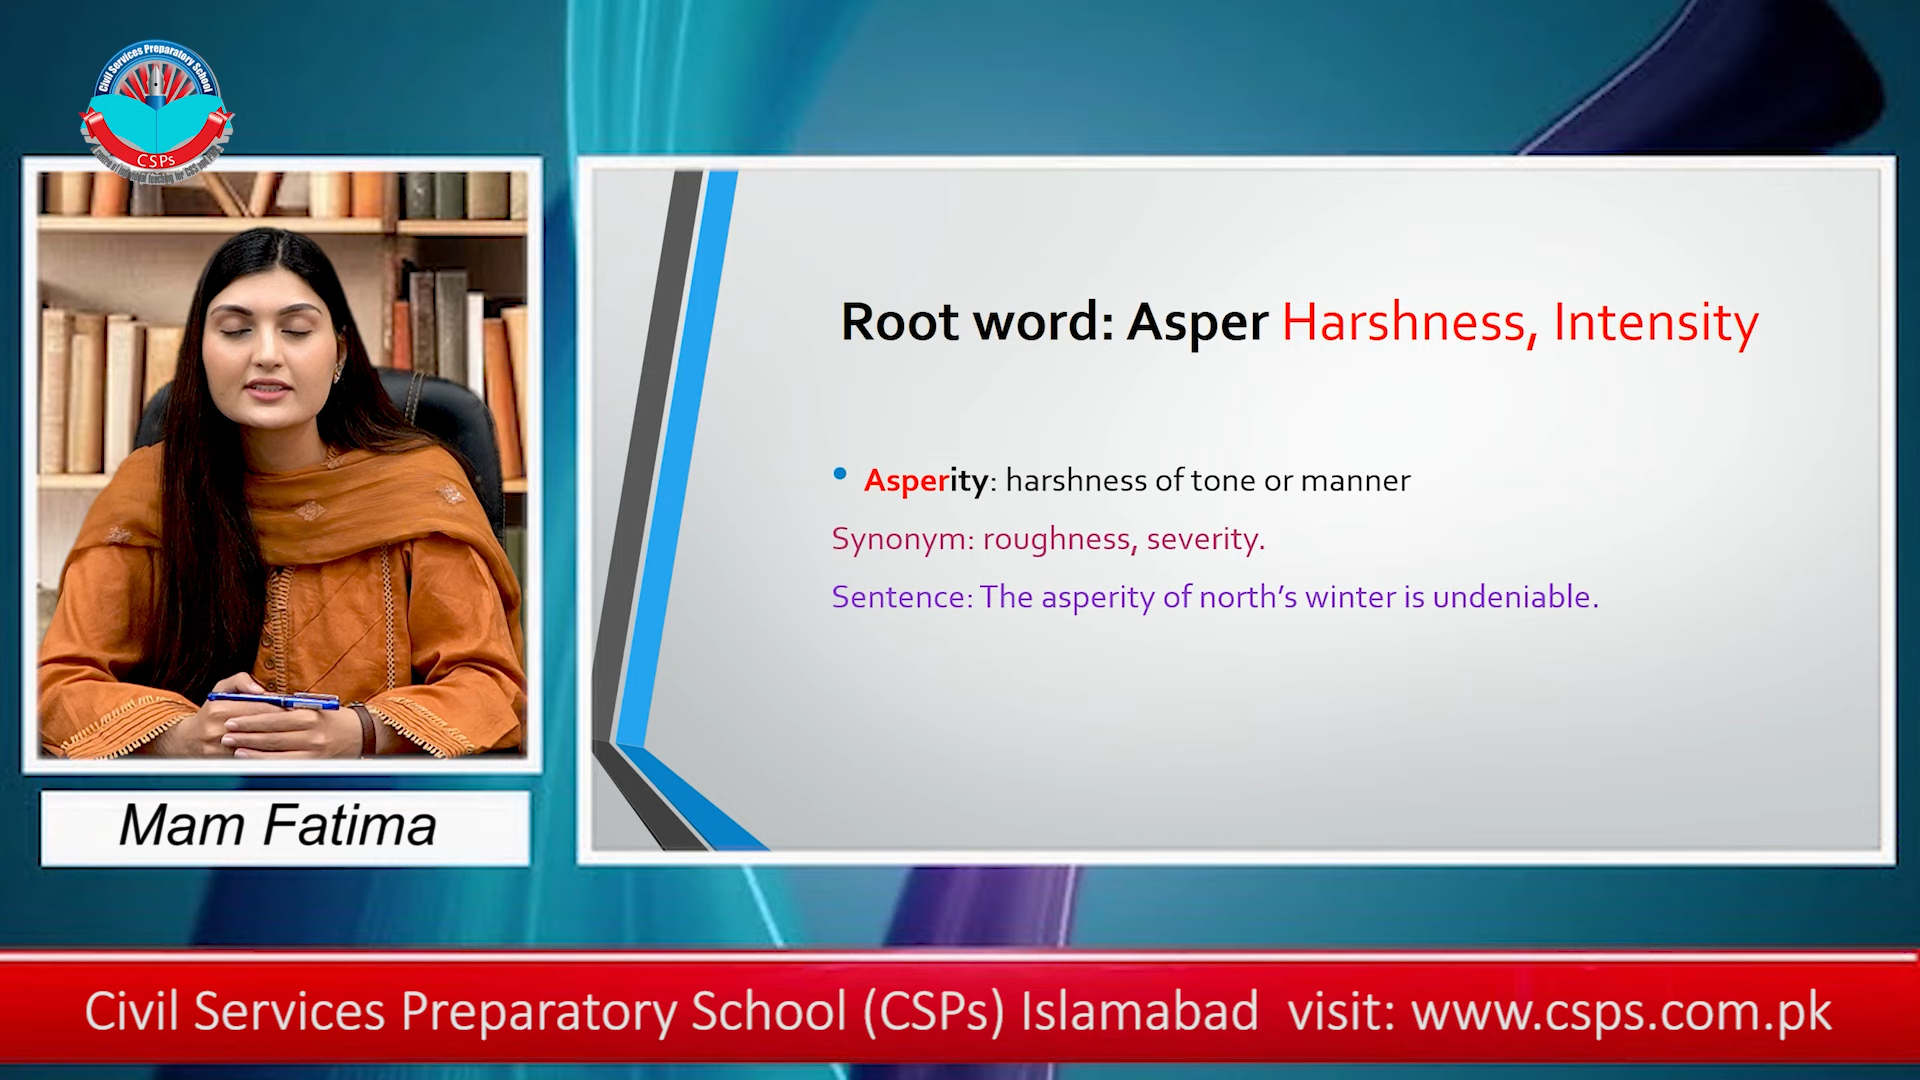 Civil Services Preparatory School
CSPs
Root word: Asper Harshness, Intensity
• Asperity: harshness of tone or manner
Synonym: roughness, severity.
Sentence: The asperity of north’s winter is undeniable.
Mam Fatima
Civil Services Preparatory School (CSPs) Islamabad visit: www.csps.com.pk